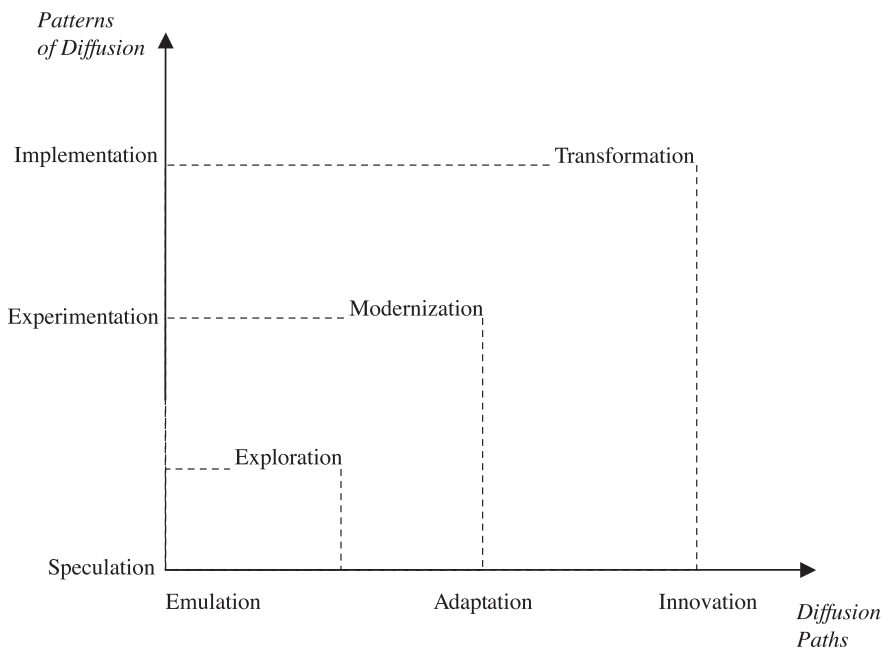 Patterns
of Diffusion
Implementation
Transformation
Experimentation
Modernization
Exploration
Speculation
Emulation
Adaptation
Innovation
Diffusion
Paths